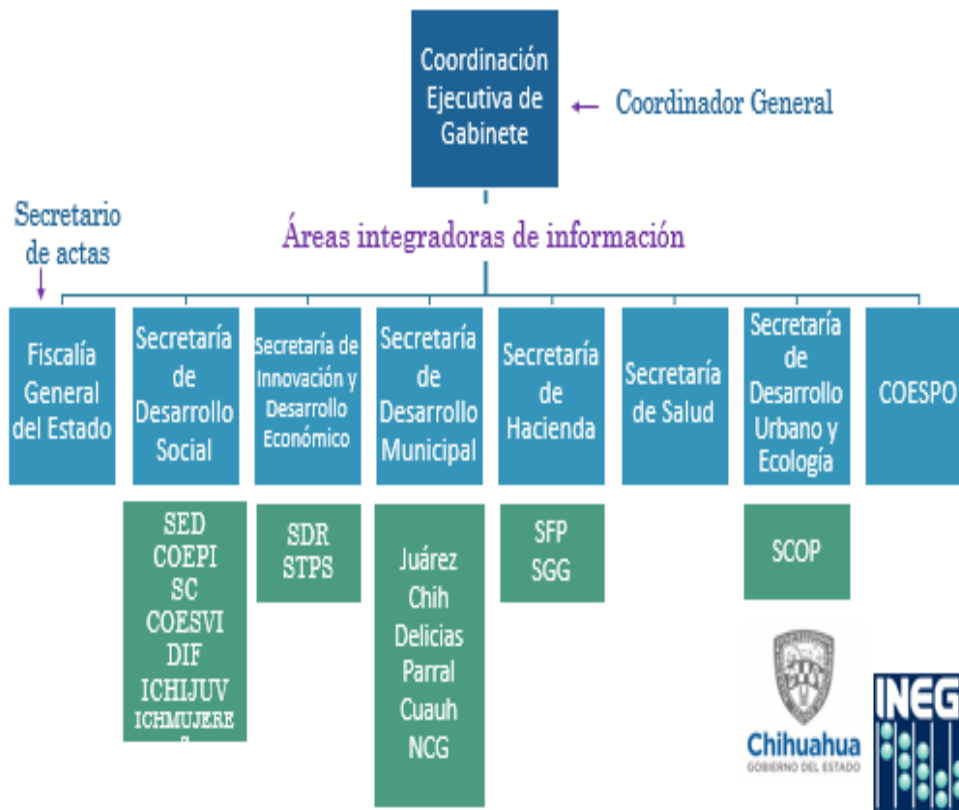 Coordinación
Ejecutiva de
Gabinete
Coordinador General
Secretario
de actas
Áreas integradoras de información
Fiscalía
General
del Estado
Secretaría
de
Desarrollo
Social
Secretaría de
Innovación y
Desarrollo
Económico
Secretaría
de
Desarrollo
Municipal
Secretaría
de
Hacienda
Secretaría
de Salud
Secretaría
de
Desarrollo
Urbano y
Ecología
COESPO
SED
COEPI
SC
COESVI
DIF
ICHIJUV
ICHMUJERE
S
SDR
STPS
Juárez
Chih
Delicias
Parral
Cuauh
NCG
SFP
SGG
SCOP
Chihuahua
GOBIERNO DEL ESTADO
INEG